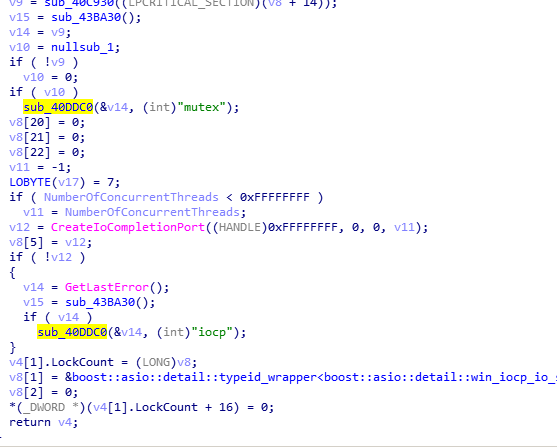 v9 = sub_40C930((LPCRITICAL_SECTION)(v8 + 14));
v15 = sub_43BA30();
v14 = v9;
v10 = nullsub_1;
if ( !v9 )
v10 = 0;
if ( v10 )
sub_40DDC0(&v14, (int)"mutex");
v8[20] = 0;
v8[21] = 0;
v8[22] = 0;
v11 = -1;
LOBYTE(v17) = 7;
if ( NumberOfConcurrentThreads < 0xFFFFFFFF )
v11 = NumberOfConcurrentThreads;
v12 = CreateIoCompletionPort((HANDLE)0xFFFFFFFF, 0, 0, v11);
v8[5] = v12;
if ( !v12 )
{
v14 = GetLastError();
v15 = sub_43BA30();
if ( v14 )
sub_40DDC0(&v14, (int)"iocp");
}
v4[1].LockCount = (LONG)v8;
v8[1] = &boost::asio::detail::typeid_wrapper<boost::asio::detail::win_iocp_io_
v8[2] = 0;
*(_DWORD *)(v4[1].LockCount + 16) = 0;
return v4;